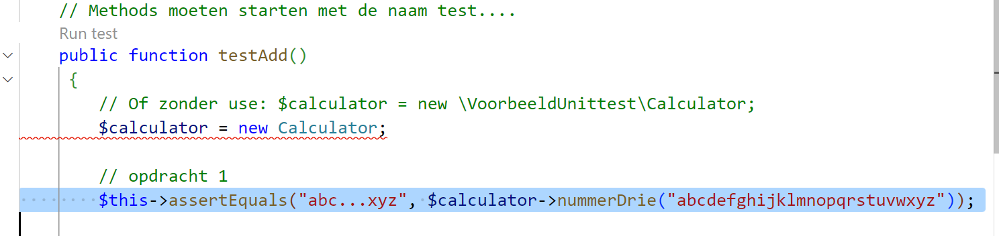 // Methods moeten starten met de naam test....
Run test
public function testAdd()
{
// Of zonder use: $calculator = new \VoorbeeldUnittest\Calculator;
$calculator = new Calculator;
// opdracht 1
$this->assertEquals("abc...xyz", $calculator->nummerDrie("abcdefghijklmnopqrstuvwxyz"));